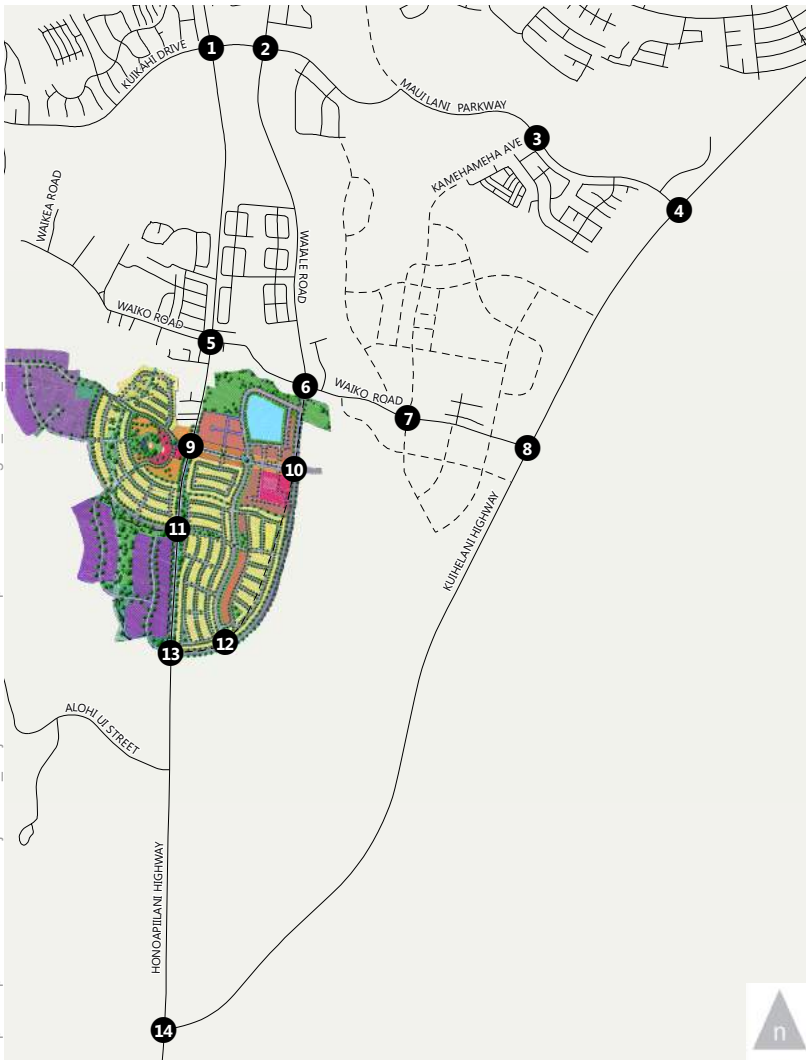 1
2
KUIKAHI DRIVE
MAUI LANI PARKWAY
3
KAMEHAMEHA AVE
4
WAIKEA ROAD
WAIALE ROAD
WAIKO ROAD
5
6
WAIKO ROAD
7
8
9
10
11
KUIHELANI HIGHWAY
12
13
ALOHI UI STREET
HONOAPIILANI HIGHWAY
14
n